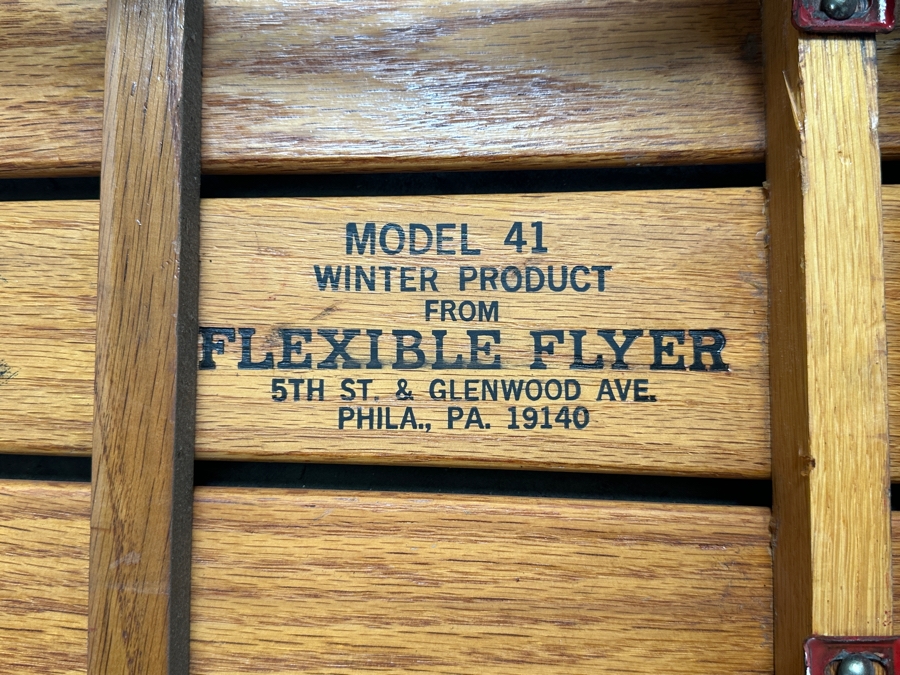 MODEL 41
WINTER PRODUCT
FROM
FLEXIBLE FLYER
5TH ST. & GLENWOOD AVE.
PHILA., PA. 19140